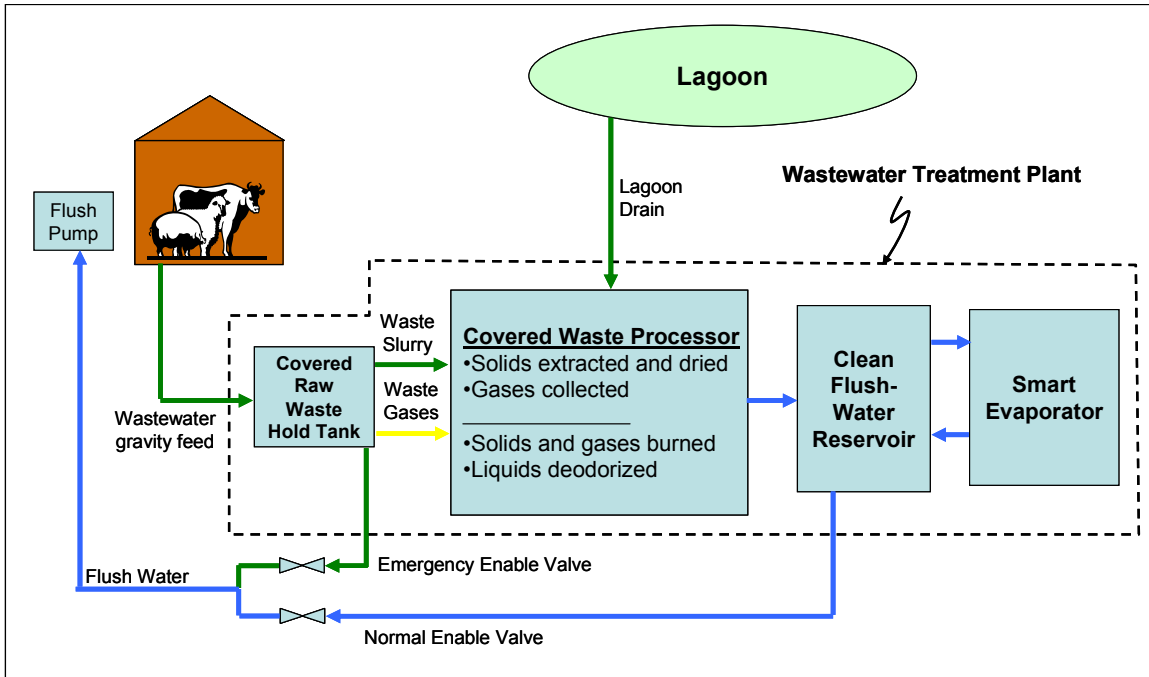 Lagoon
Wastewater Treatment Plant
Lagoon
Drain
Flush
Pump
Waste
Slurry
Waste
Gases
Covered
Raw
Waste
Hold Tank
Wastewater
gravity feed
Covered Waste Processor
•Solids extracted and dried
•Gases collected
•Solids and gases burned
•Liquids deodorized
Clean
Flush-
Water
Reservoir
Smart
Evaporator
Emergency Enable Valve
Flush Water
Normal Enable Valve